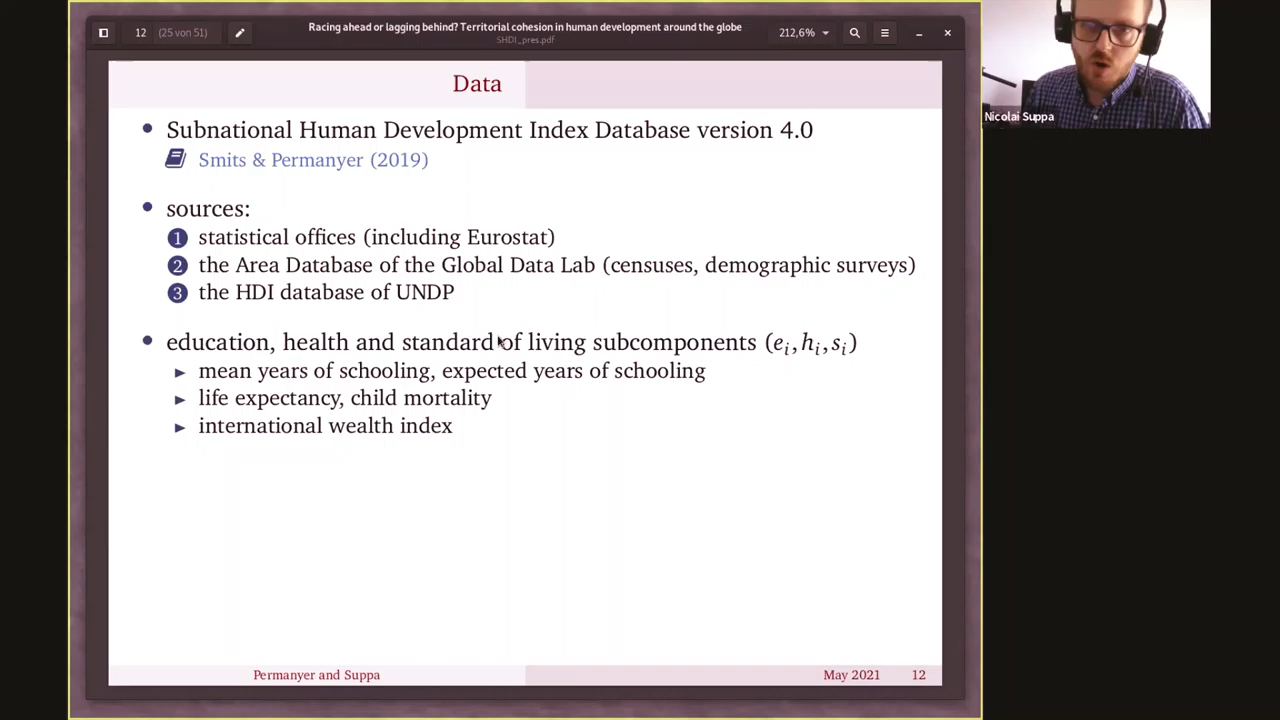 12 (25 von 51)
Racing ahead or lagging behind? Territorial cohesion in human development around the globe
SHDI_pres.pdf
212,6%
Nicolai Suppa
Data
Subnational Human Development Index Database version 4.0
Smits & Permanyer (2019)
sources:
1 statistical offices (including Eurostat)
2 the Area Database of the Global Data Lab (censuses, demographic surveys)
3 the HDI database of UNDP
education, health and standard of living subcomponents (eᵢ, hᵢ, sᵢ)
mean years of schooling, expected years of schooling
life expectancy, child mortality
international wealth index
Permanyer and Suppa
May 2021 12